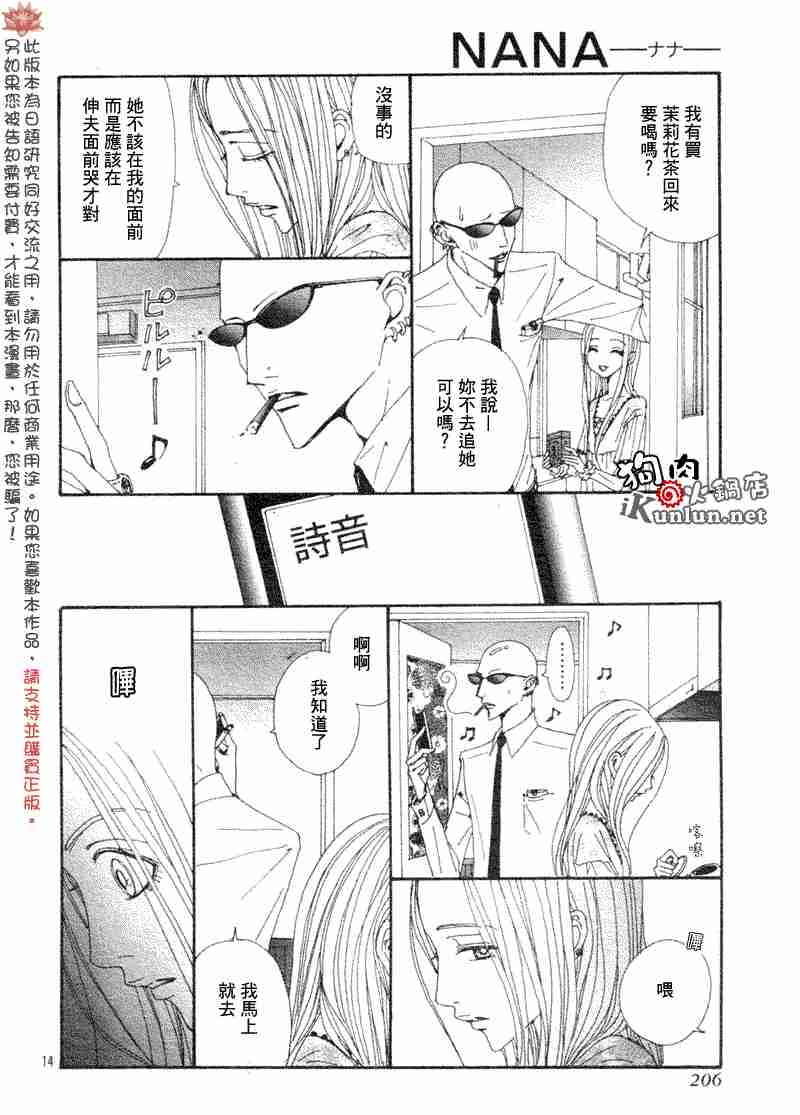 NANA—ナナ—
我有買
茉莉花茶回來
要喝嗎?
我說—
妳不去追她
可以嗎?
沒事的
她不該在我的面前
而是應該在
伸夫面前哭才對
ピルルー♪
狗肉火鍋店
iKunlun.net
詩音
……
喀嚓
啊啊
我知道了
嗶
嗶
喂
我馬上
就去
14
206
此版本為日語研究同好交流之用,請勿用於任何商業用途。如果您喜歡本作品,請支持並購買正版。
另如果您被告知需要付費,才能看到本漫畫,那麼,您被騙了!